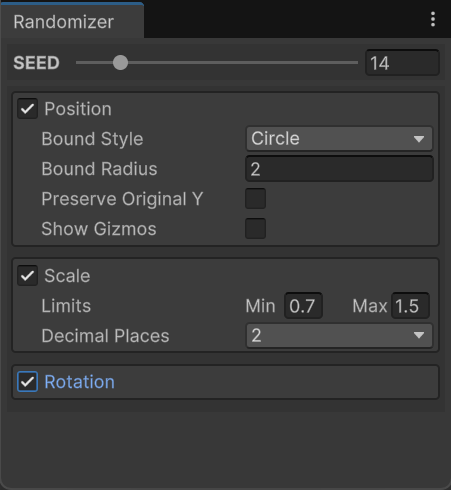 Randomizer
SEED 14
Position
Bound Style Circle
Bound Radius 2
Preserve Original Y
Show Gizmos
Scale
Limits Min 0.7 Max 1.5
Decimal Places 2
Rotation